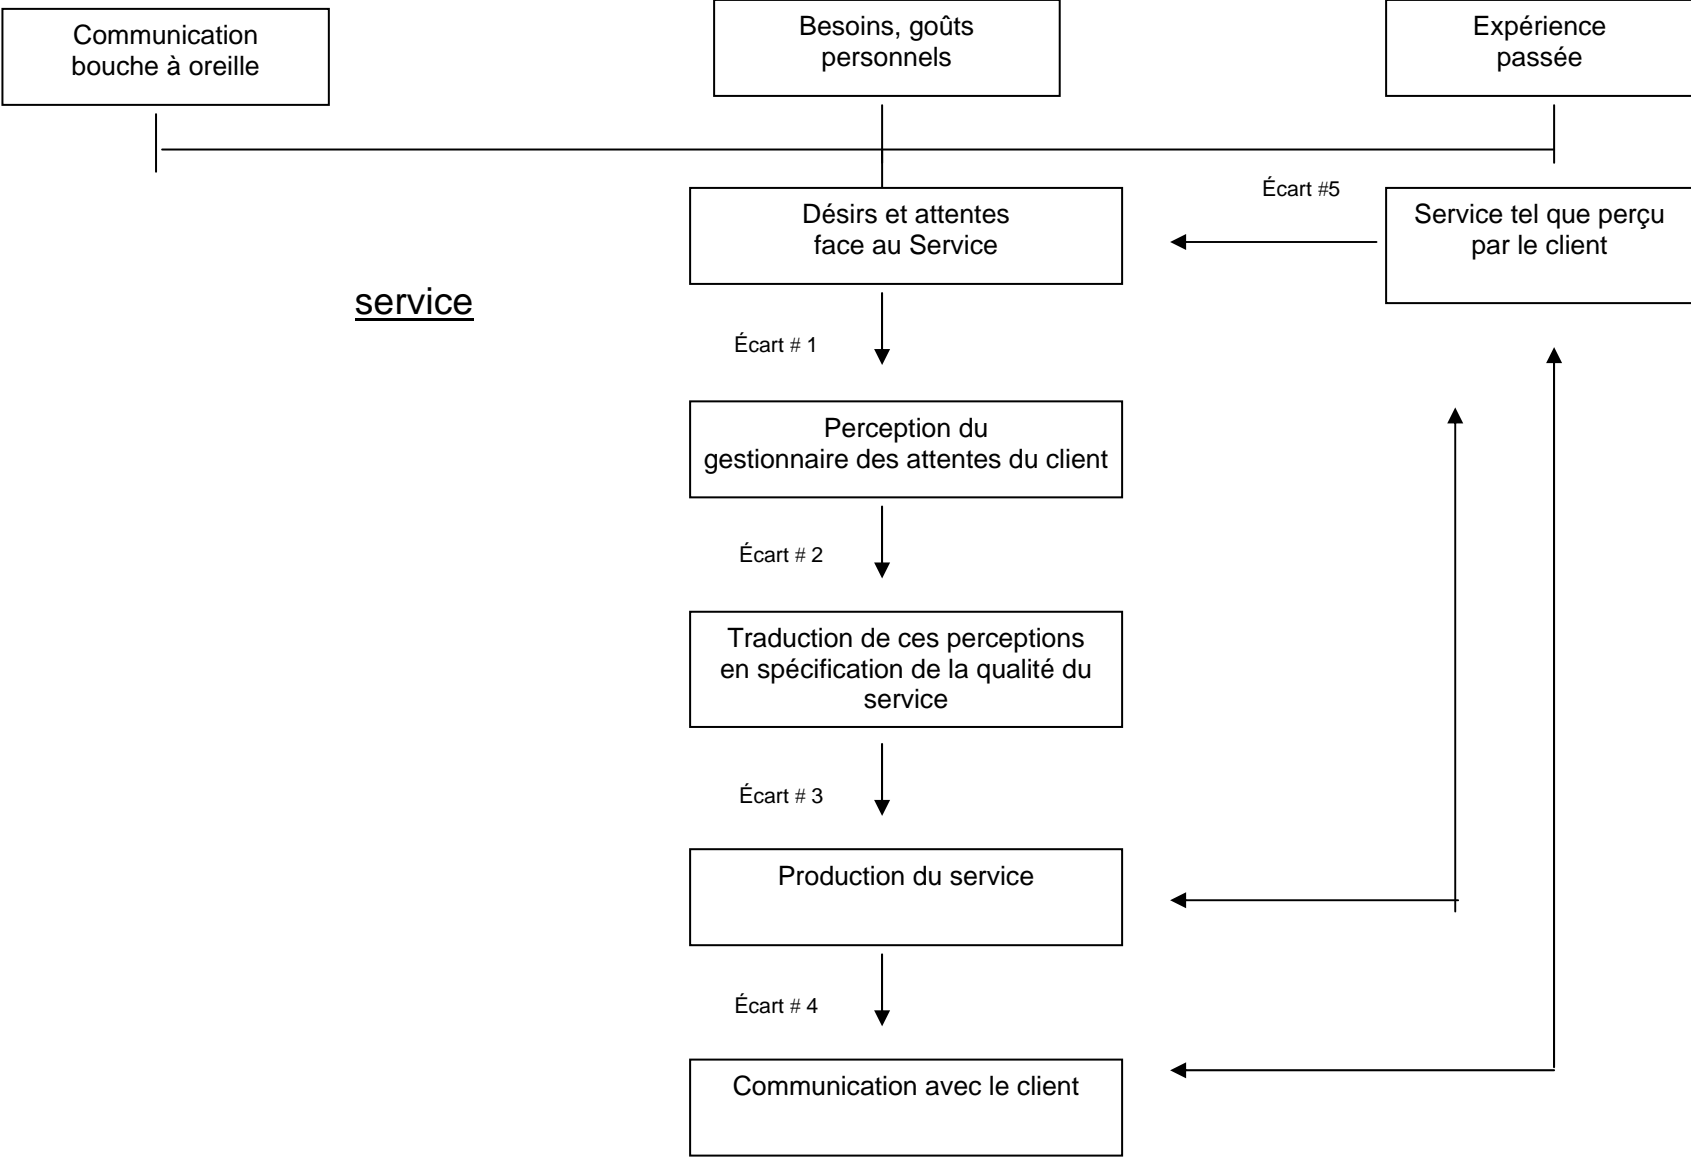 Communication
bouche à oreille
Besoins, goûts
personnels
Expérience
passée
Écart #5
Désirs et attentes
face au Service
Service tel que perçu
par le client
service
Écart # 1
Perception du
gestionnaire des attentes du client
Écart # 2
Traduction de ces perceptions
en spécification de la qualité du
service
Écart # 3
Production du service
Écart # 4
Communication avec le client